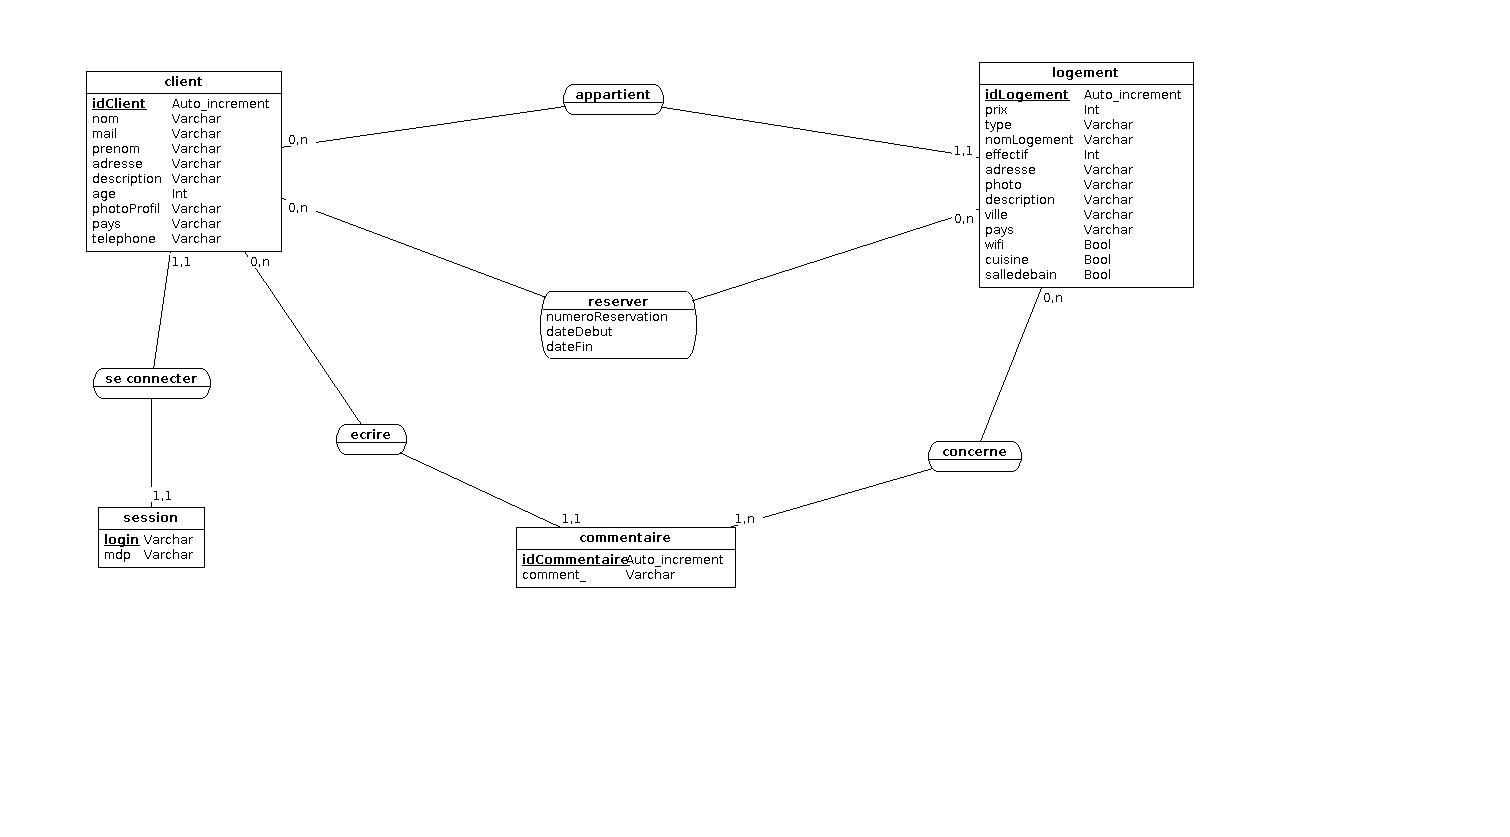 client
idClient Auto_increment
nom Varchar
mail Varchar
prenom Varchar
adresse Varchar
description Varchar
age Int
photoProfil Varchar
pays Varchar
telephone Varchar
0,n
appartient
1,1
logement
idLogement Auto_increment
prix Int
type Varchar
nomLogement Varchar
effectif Int
adresse Varchar
photo Varchar
description Varchar
ville Varchar
pays Varchar
wifi Bool
cuisine Bool
salledebain Bool
0,n
reserver
numeroReservation
dateDebut
dateFin
0,n
1,1
se connecter
1,1
session
login Varchar
mdp Varchar
0,n
ecrire
1,1
0,n
concerne
1,n
commentaire
idCommentaire Auto_increment
comment_ Varchar